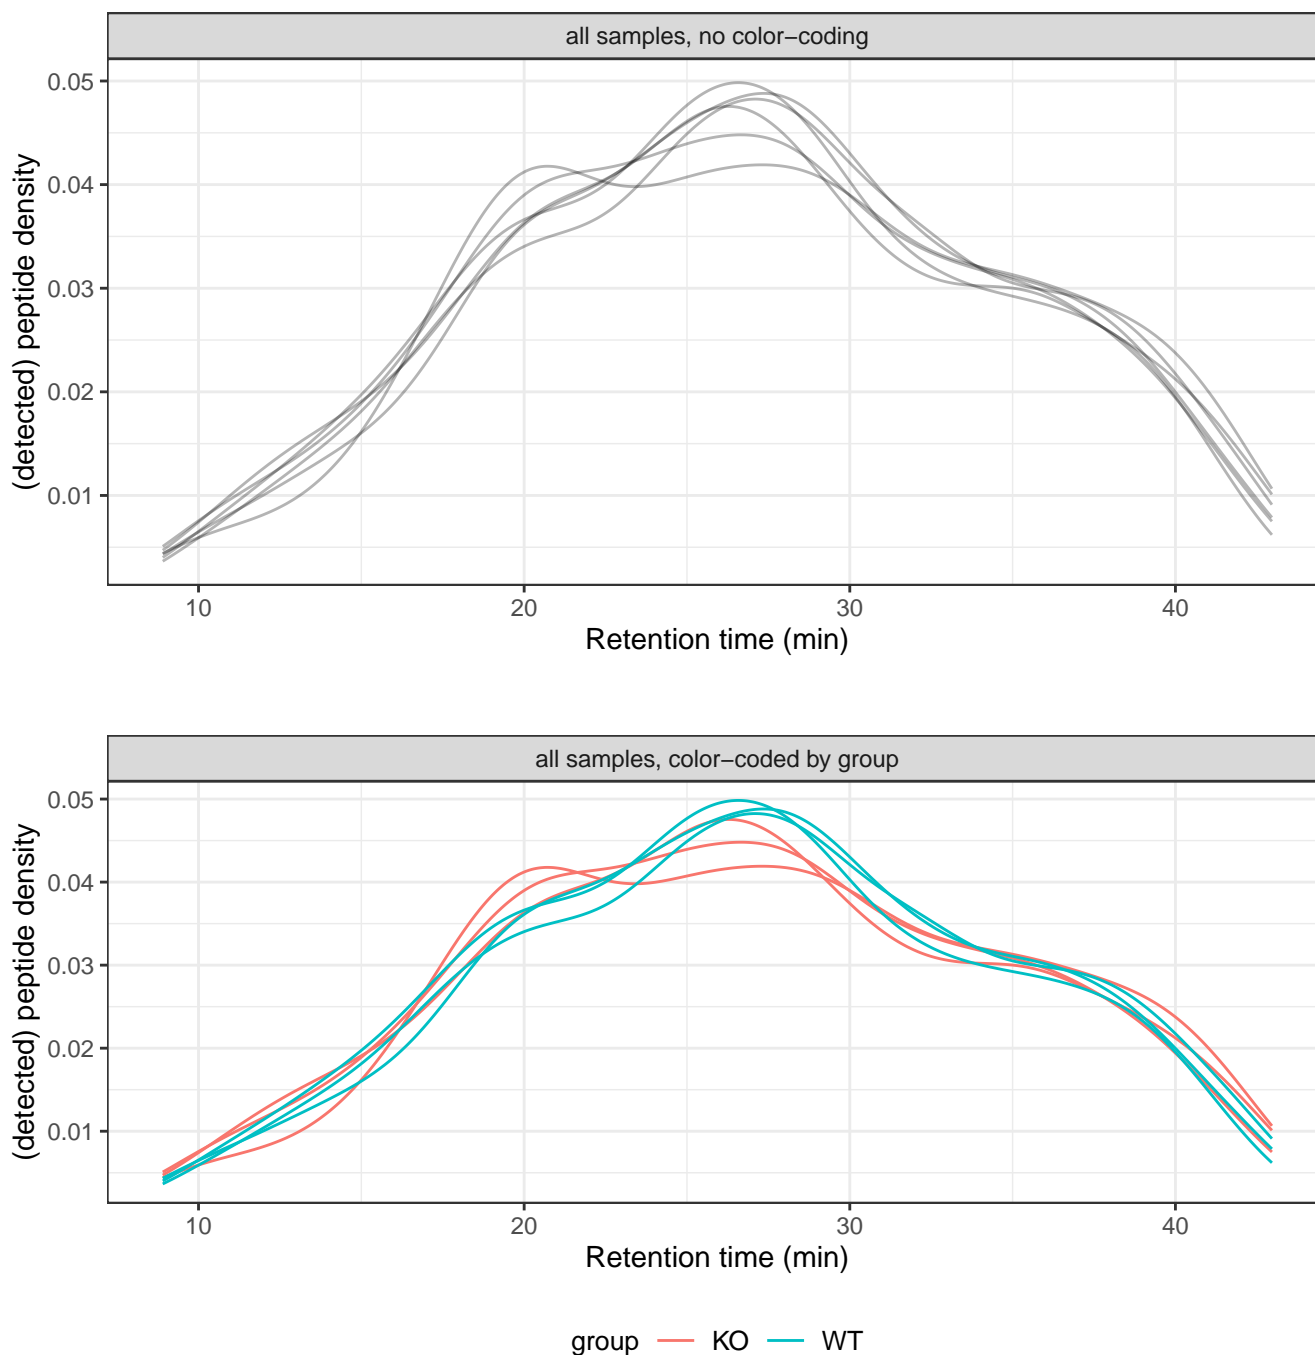 all samples, no color−coding
(detected) peptide density
0.05
0.04
0.03
0.02
0.01
10 20 30 40
Retention time (min)
all samples, color−coded by group
(detected) peptide density
0.05
0.04
0.03
0.02
0.01
10 20 30 40
Retention time (min)
group KO WT